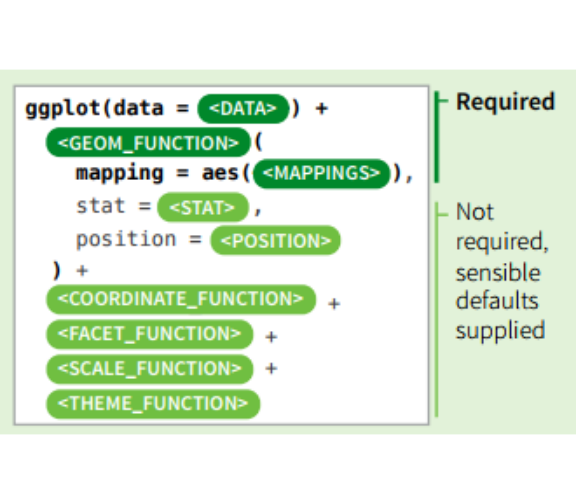 ggplot(data = <DATA>) +
<GEOM_FUNCTION>(
mapping = aes(<MAPPINGS>),
stat = <STAT>,
position = <POSITION>
) +
<COORDINATE_FUNCTION> +
<FACET_FUNCTION> +
<SCALE_FUNCTION> +
<THEME_FUNCTION>
Required
Not
required,
sensible
defaults
supplied